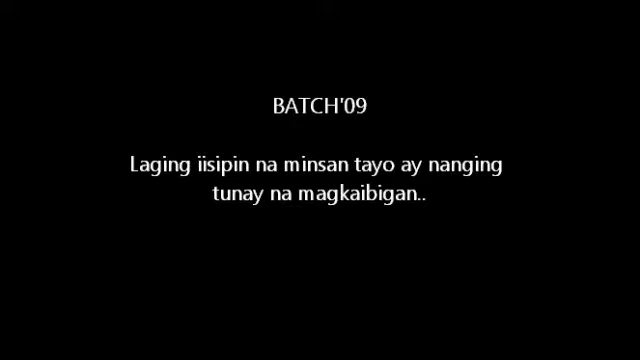 BATCH'09
Laging iisipin na minsan tayo ay nanging
tunay na magkaibigan..